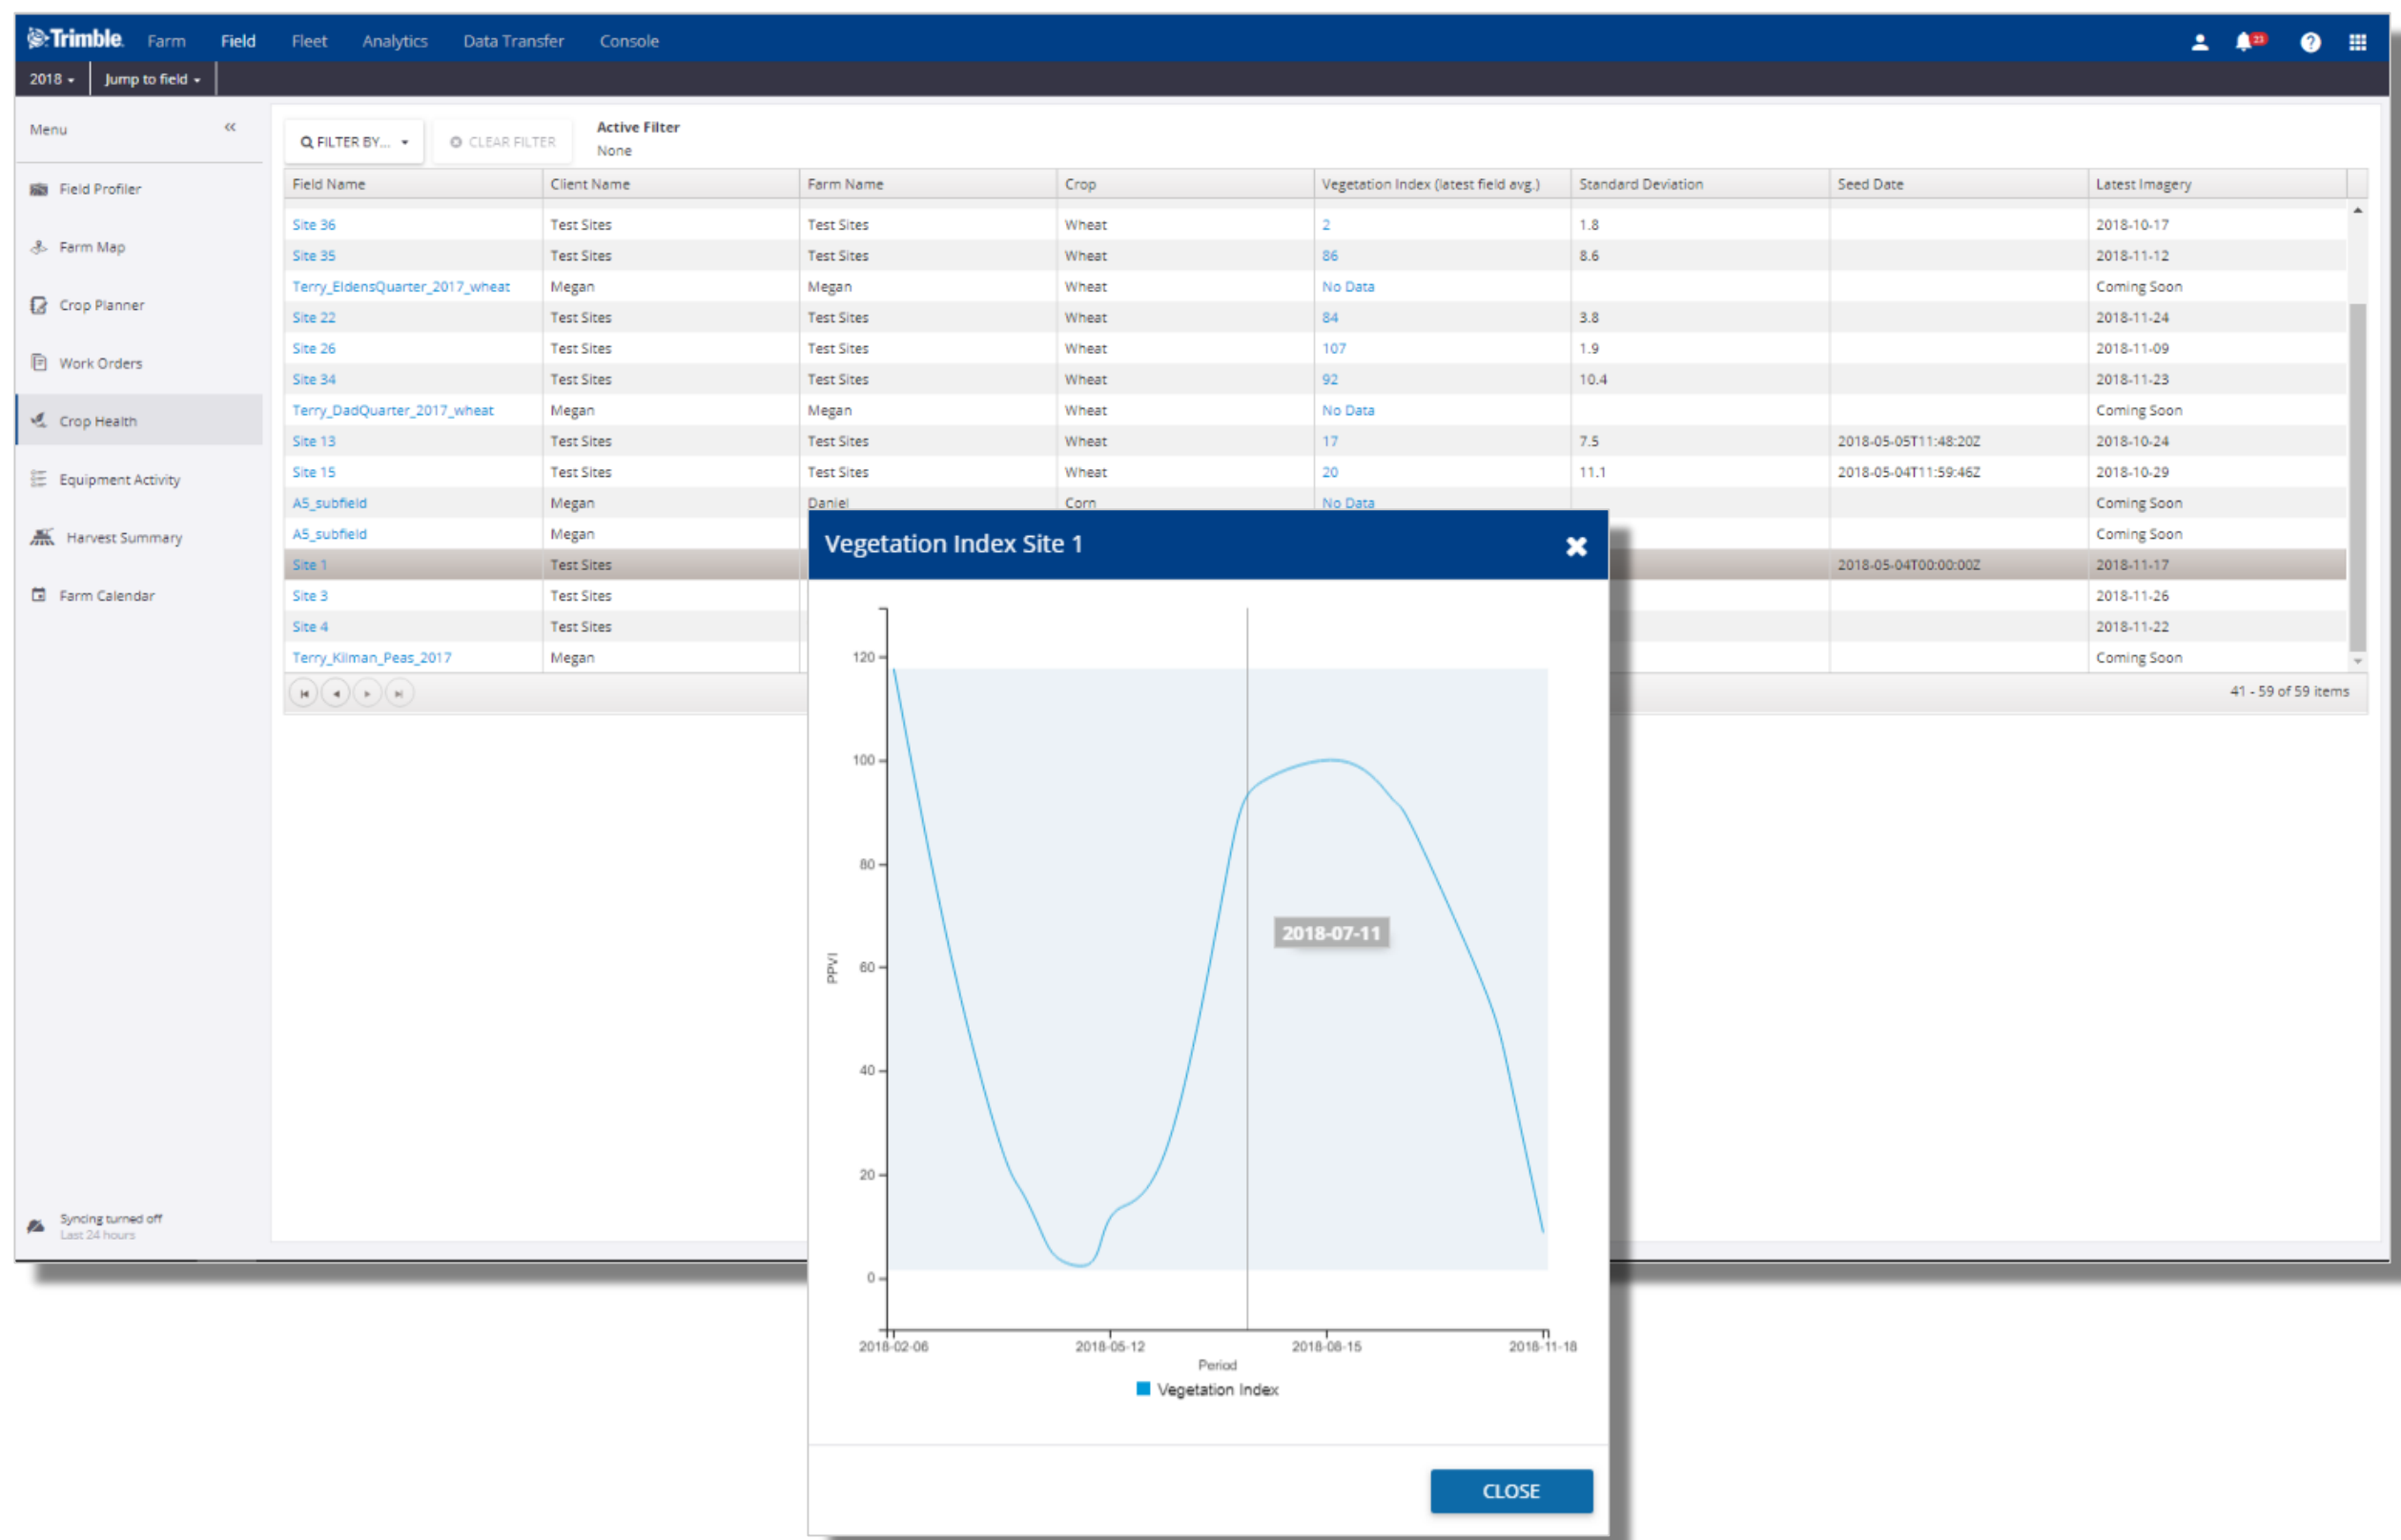 Trimble. Farm Field Fleet Analytics Data Transfer Console 23
2018 Jump to field
Menu
Field Profiler
Farm Map
Crop Planner
Work Orders
Crop Health
Equipment Activity
Harvest Summary
Farm Calendar
Syncing turned off
Last 24 hours
FILTER BY... CLEAR FILTER
Active Filter
None
Field Name Client Name Farm Name Crop Vegetation Index (latest field avg.) Standard Deviation Seed Date Latest Imagery
Site 36 Test Sites Test Sites Wheat 2 1.8 2018-10-17
Site 35 Test Sites Test Sites Wheat 86 8.6 2018-11-12
Terry_EldensQuarter_2017_wheat Megan Megan Wheat No Data Coming Soon
Site 22 Test Sites Test Sites Wheat 84 3.8 2018-11-24
Site 26 Test Sites Test Sites Wheat 107 1.9 2018-11-09
Site 34 Test Sites Test Sites Wheat 92 10.4 2018-11-23
Terry_DadQuarter_2017_wheat Megan Megan Wheat No Data Coming Soon
Site 13 Test Sites Test Sites Wheat 17 7.5 2018-05-05T11:48:20Z 2018-10-24
Site 15 Test Sites Test Sites Wheat 20 11.1 2018-05-04T11:59:46Z 2018-10-29
A5_subfield Megan Daniel Corn No Data Coming Soon
A5_subfield Megan Coming Soon
Site 1 Test Sites 2018-05-04T00:00:00Z 2018-11-17
Site 3 Test Sites 2018-11-26
Site 4 Test Sites 2018-11-22
Terry_Kilman_Peas_2017 Megan Coming Soon
41 - 59 of 59 items
Vegetation Index Site 1
120
100
80
60
40
20
0
PPVI
2018-07-11
2018-02-06 2018-05-12 2018-08-15 2018-11-18
Period
Vegetation Index
CLOSE